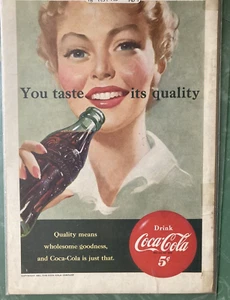 You taste its quality
Quality means
wholesome goodness,
and Coca-Cola is just that.
Drink
Coca-Cola
5¢